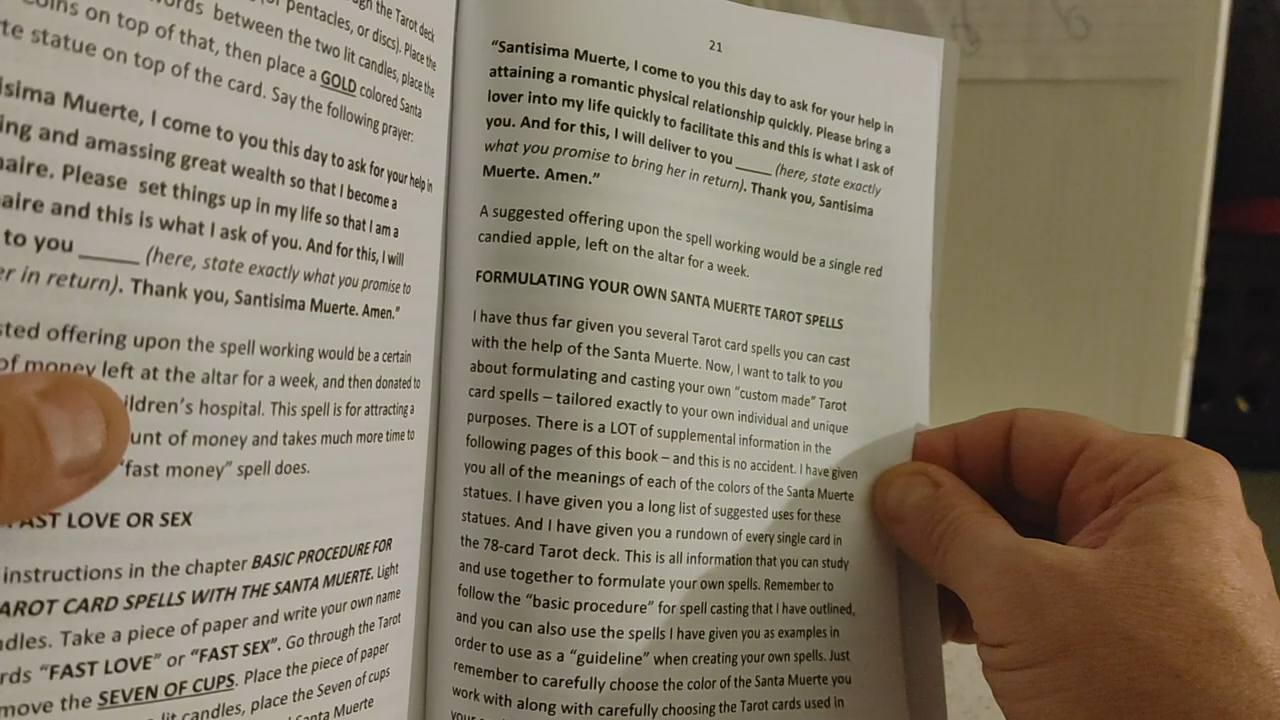 gh the Tarot deck
pentacles, or discs). Place the
between the two lit candles, place the
on top of that, then place a GOLD colored Santa
te statue on top of the card. Say the following prayer:
Muerte, I come to you this day to ask for your help in
ing and amassing great wealth so that I become a
naire. Please set things up in my life so that I am
aire and this is what I ask of you. And for this, I will
to you _____ (here, state exactly what you promise to
er in return). Thank you, Santisima Muerte. Amen.”
sted offering upon the spell working would be a certain
of money left at the altar for a week, and then donated to
ildren’s hospital. This spell is for attracting a
unt of money and takes much more time to
“fast money” spell does.
FAST LOVE OR SEX
instructions in the chapter BASIC PROCEDURE FOR
AROT CARD SPELLS WITH THE SANTA MUERTE. Light
ndles. Take a piece of paper and write your own name
rds “FAST LOVE” or “FAST SEX”. Go through the Tarot
move the SEVEN OF CUPS. Place the piece of paper
lit candles, place the Seven of cups
Santa Muerte
21
“Santisima Muerte, I come to you this day to ask for your help in
attaining a romantic physical relationship quickly. Please bring a
lover into my life quickly to facilitate this and this is what I ask of
you. And for this, I will deliver to you _____ (here, state exactly
what you promise to bring her in return). Thank you, Santisima
Muerte. Amen.”
A suggested offering upon the spell working would be a single red
candied apple, left on the altar for a week.
FORMULATING YOUR OWN SANTA MUERTE TAROT SPELLS
I have thus far given you several Tarot card spells you can cast
with the help of the Santa Muerte. Now, I want to talk to you
about formulating and casting your own “custom made” Tarot
card spells – tailored exactly to your own individual and unique
purposes. There is a LOT of supplemental information in the
following pages of this book – and this is no accident. I have given
you all of the meanings of each of the colors of the Santa Muerte
statues. I have given you a long list of suggested uses for these
statues. And I have given you a rundown of every single card in
the 78-card Tarot deck. This is all information that you can study
and use together to formulate your own spells. Remember to
follow the “basic procedure” for spell casting that I have outlined,
and you can also use the spells I have given you as examples in
order to use as a “guideline” when creating your own spells. Just
remember to carefully choose the color of the Santa Muerte you
work with along with carefully choosing the Tarot cards used in
your